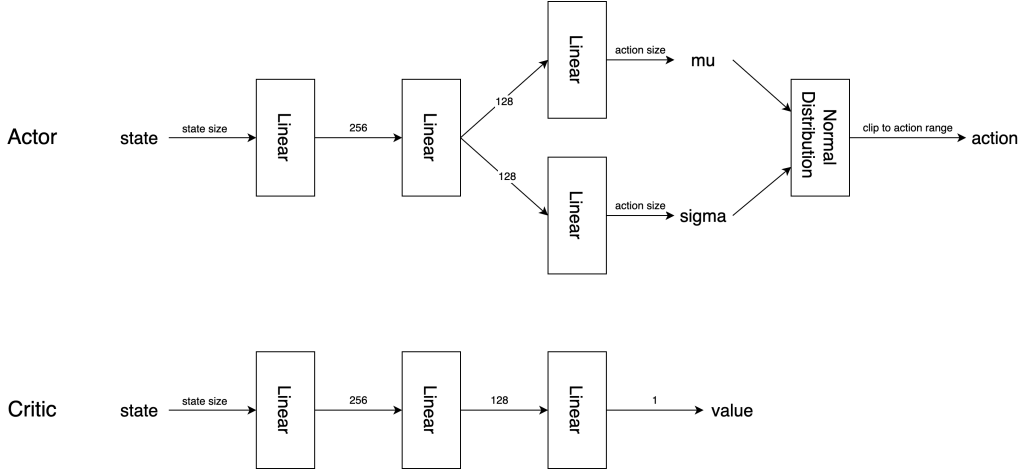 Actor
state
state size
Linear
256
Linear
128
128
Linear
action size
mu
Linear
action size
sigma
Normal
Distribution
clip to action range
action
Critic
state
state size
Linear
256
Linear
128
Linear
1
value